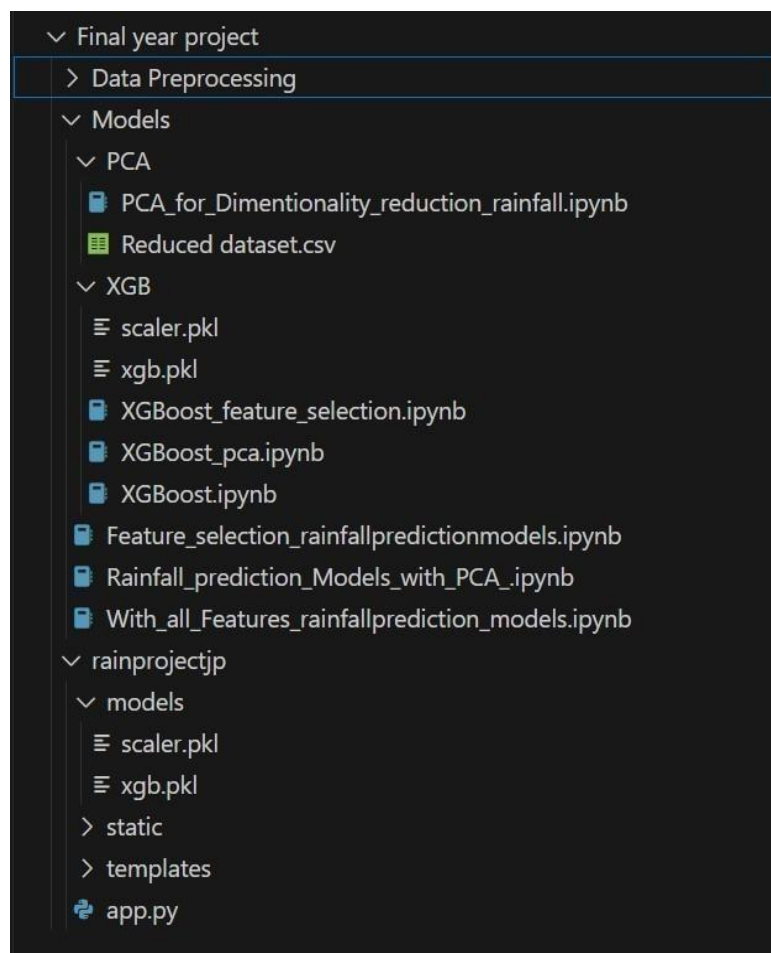 Final year project
Data Preprocessing
Models
PCA
PCA_for_Dimentionality_reduction_rainfall.ipynb
Reduced dataset.csv
XGB
scaler.pkl
xgb.pkl
XGBoost_feature_selection.ipynb
XGBoost_pca.ipynb
XGBoost.ipynb
Feature_selection_rainfallpredictionmodels.ipynb
Rainfall_prediction_Models_with_PCA_.ipynb
With_all_Features_rainfallprediction_models.ipynb
rainprojectjp
models
scaler.pkl
xgb.pkl
static
templates
app.py